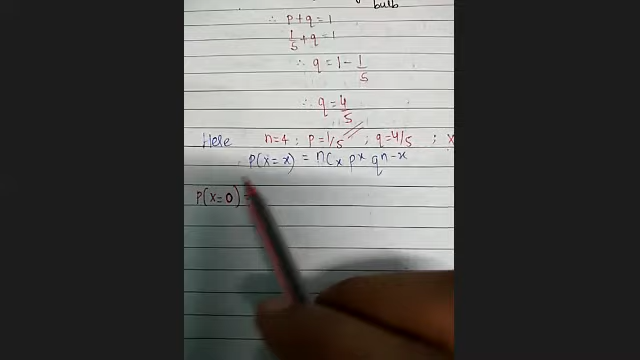 bulb
∴ p+q=1
1/5+q=1
∴ q=1-1/5
∴ q=4/5
Here n=4 ; p=1/5 ; q=4/5 ; x
p(x=x) = nCx p^x q^n-x
p(x=0) =